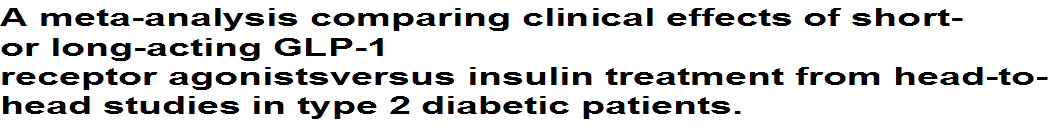 A meta-analysis comparing clinical effects of short-
or long-acting GLP-1
receptor agonistsversus insulin treatment from head-to-
head studies in type 2 diabetic patients.